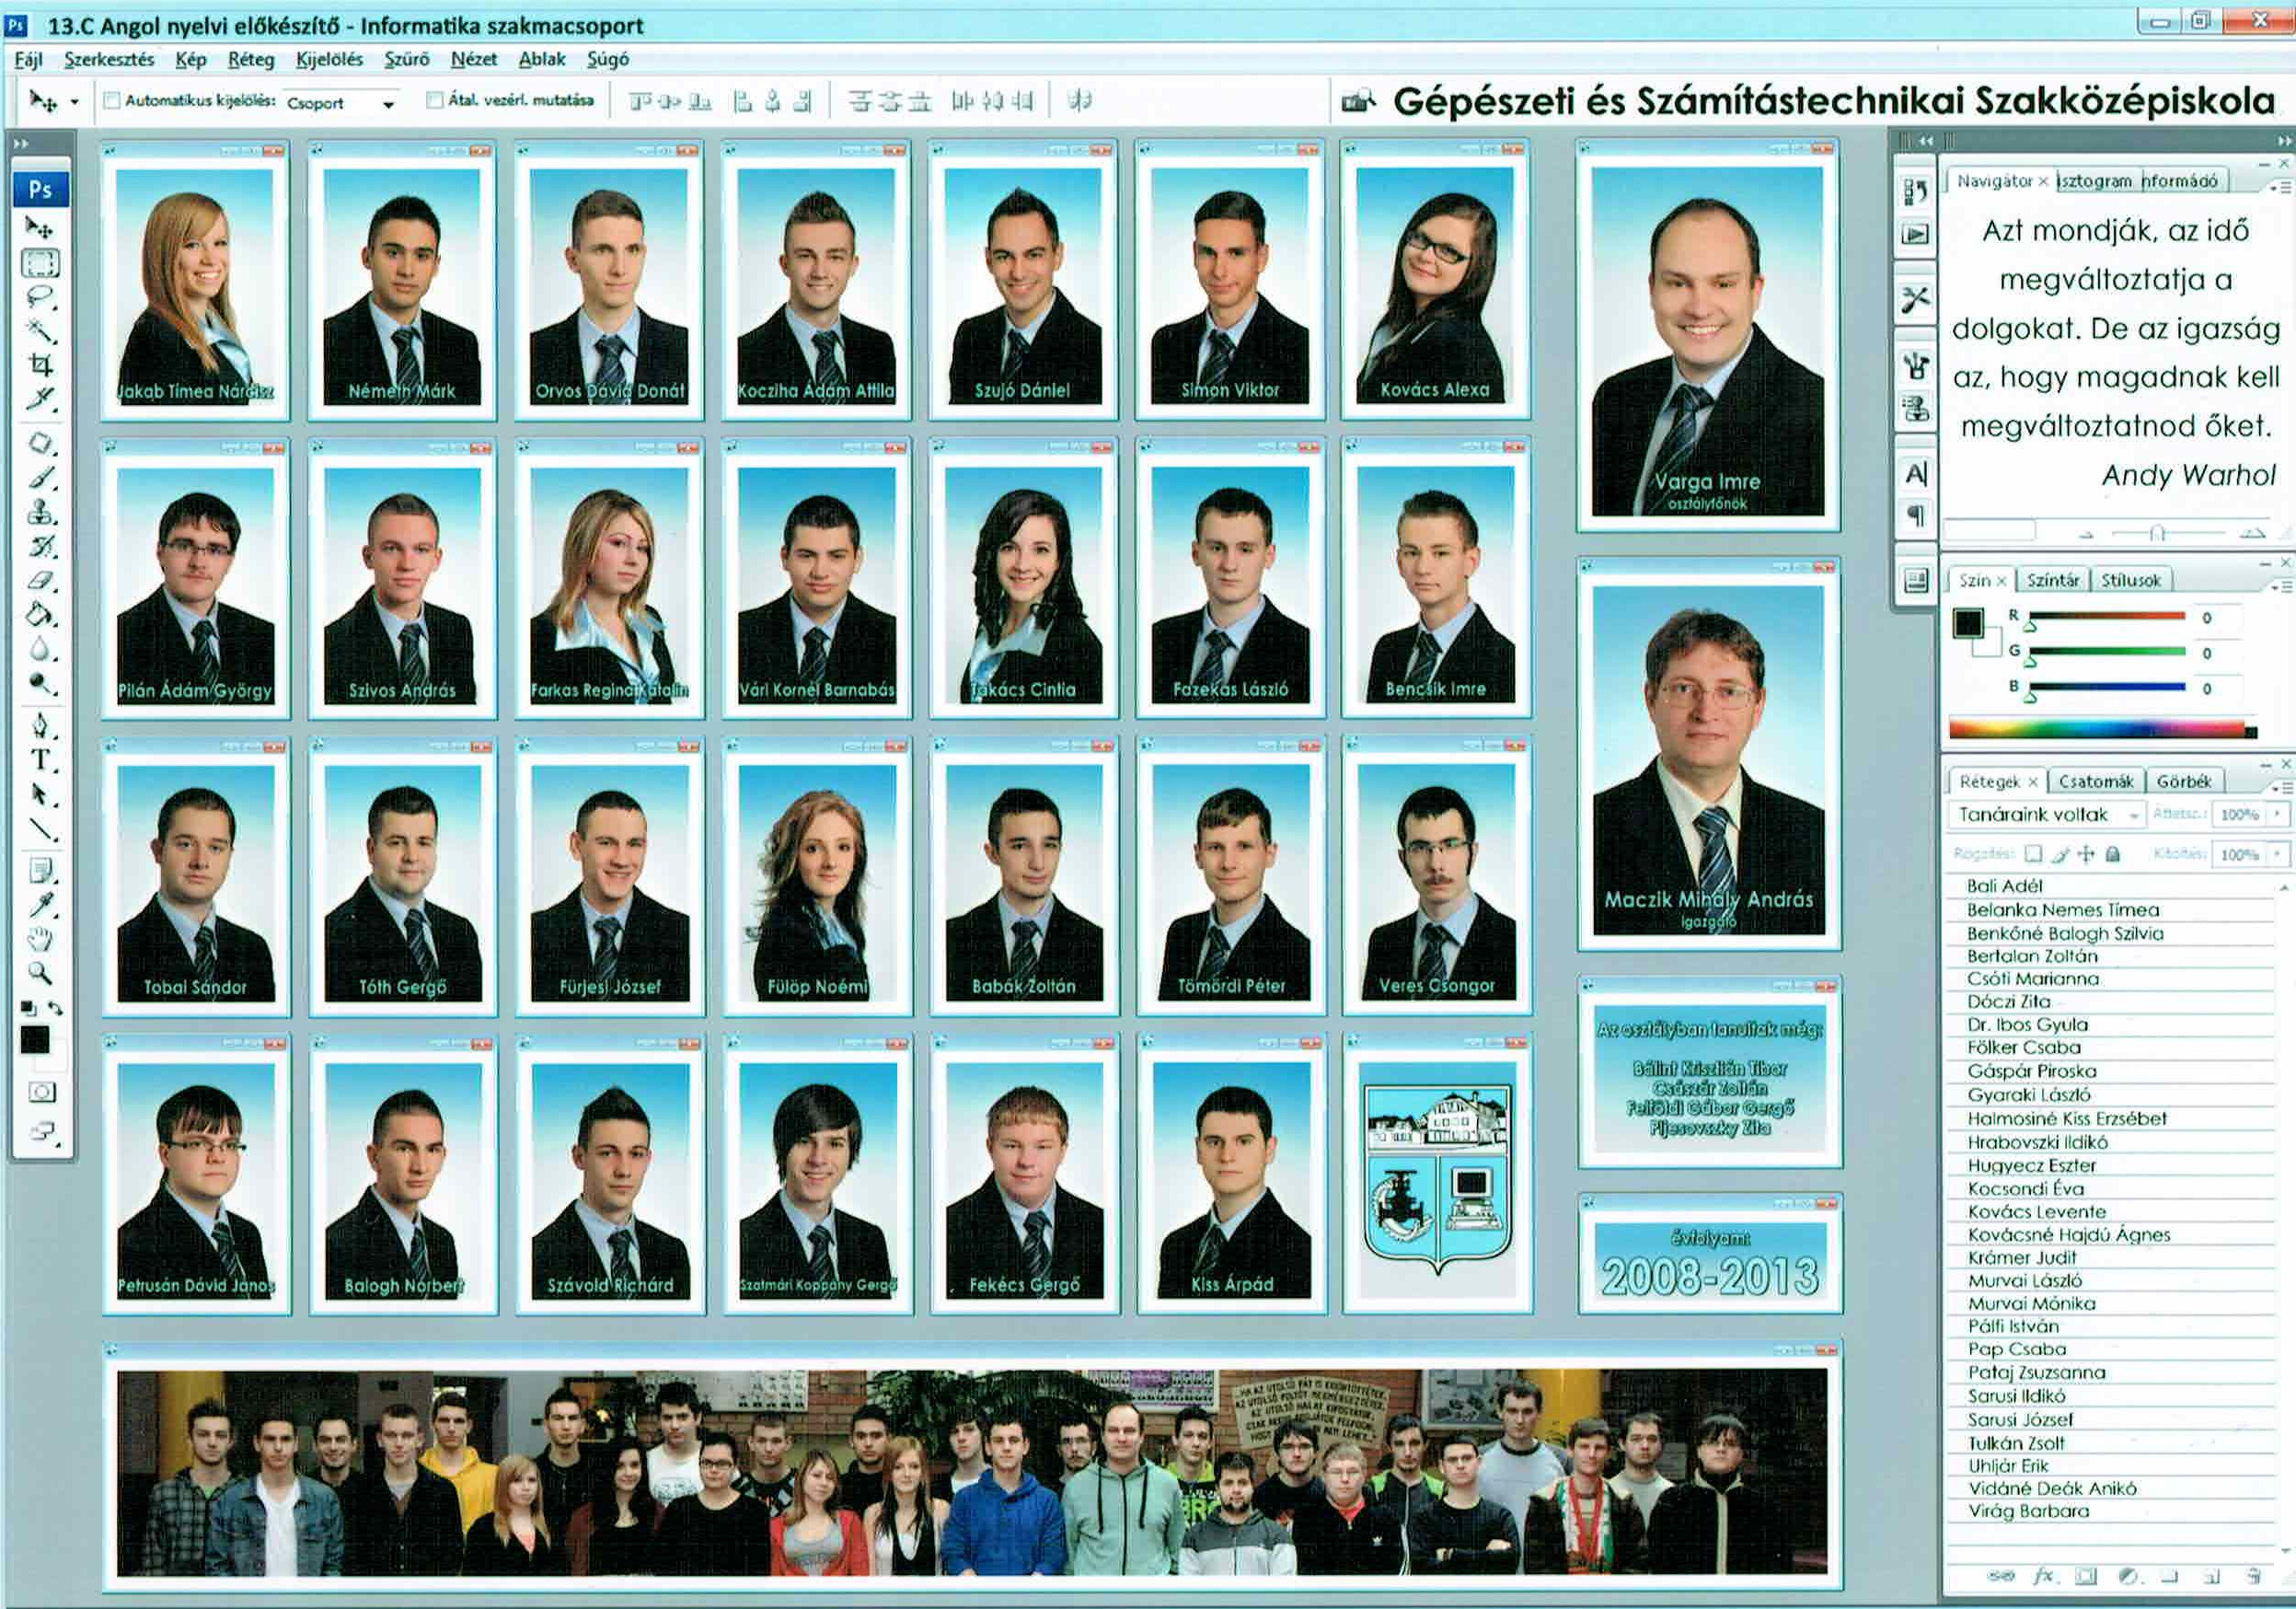 13.C Angol nyelvi előkészítő - Informatika szakmacsoport
Fájl Szerkesztés Kép Réteg Kijelölés Szűrő Nézet Ablak Súgó
Automatikus kijelölés: Csoport Átal. vezérl. mutatása
Gépészeti és Számítástechnikai Szakközépiskola
Ps
Jakab Tímea Nárcisz
Németh Márk
Orvos Dávid Donát
Kocziha Ádám Attila
Szujó Dániel
Simon Viktor
Kovács Alexa
Pilán Ádám György
Szivos András
Farkas Regina Katalin
Vári Kornél Barnabás
Takács Cintia
Fazekas László
Bencsik Imre
Tobai Sándor
Tóth Gergő
Fürjesi József
Fülöp Noémi
Babák Zoltán
Tömördi Péter
Veres Csongor
Petrusán Dávid János
Balogh Norbert
Szávold Richárd
Szatmári Koppány Gergő
Fekécs Gergő
Kiss Árpád
Varga Imre
osztályfőnök
Maczik Mihály András
igazgató
Az osztályban tanultak még:
Bálint Krisztián Tibor
Császár Zoltán
Felföldi Gábor Gergő
Pljesovszky Zita
évfolyam:
2008-2013
Navigátor × isztogram nformáció
Azt mondják, az idő
megváltoztatja a
dolgokat. De az igazság
az, hogy magadnak kell
megváltoztatnod őket.
Andy Warhol
Szín × Színtár Stílusok
R 0
G 0
B 0
Rétegek × Csatornák Görbék
Tanáraink voltak Áttetsz.: 100%
Rögzítés: Kitöltés: 100%
Bali Adél
Belanka Nemes Tímea
Benkőné Balogh Szilvia
Bertalan Zoltán
Csóti Marianna
Dóczi Zita
Dr. Ibos Gyula
Fölker Csaba
Gáspár Piroska
Gyaraki László
Halmosiné Kiss Erzsébet
Hrabovszki Ildikó
Hugyecz Eszter
Kocsondi Éva
Kovács Levente
Kovácsné Hajdú Ágnes
Krámer Judit
Murvai László
Murvai Mónika
Pálfi István
Pap Csaba
Pataj Zsuzsanna
Sarusi Ildikó
Sarusi József
Tulkán Zsolt
Uhljár Erik
Vidáné Deák Anikó
Virág Barbara